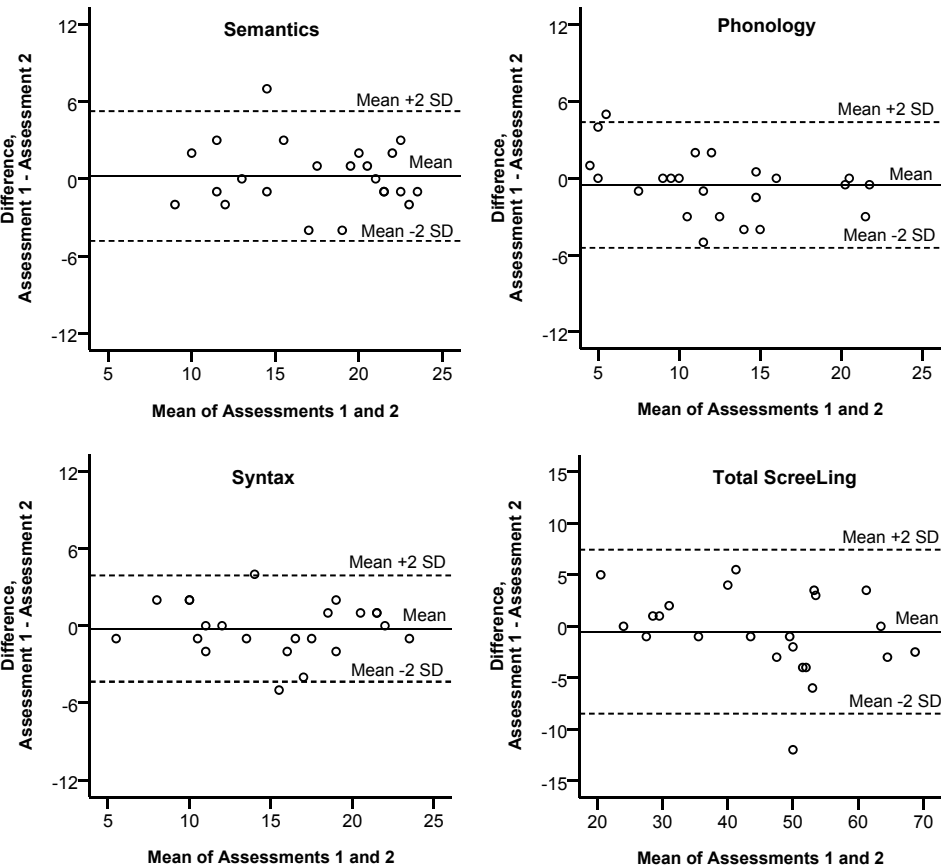 Semantics
Difference,
Assessment 1 - Assessment 2
12
6
0
-6
-12
Mean +2 SD
Mean
Mean -2 SD
5 10 15 20 25
Mean of Assessments 1 and 2
Phonology
Difference,
Assessment 1 - Assessment 2
12
6
0
-6
-12
Mean +2 SD
Mean
Mean -2 SD
5 10 15 20 25
Mean of Assessments 1 and 2
Syntax
Difference,
Assessment 1 - Assessment 2
12
6
0
-6
-12
Mean +2 SD
Mean
Mean -2 SD
5 10 15 20 25
Mean of Assessments 1 and 2
Total ScreeLing
Difference,
Assessment 1 - Assessment 2
15
10
5
0
-5
-10
-15
Mean +2 SD
Mean
Mean -2 SD
20 30 40 50 60 70
Mean of Assessments 1 and 2